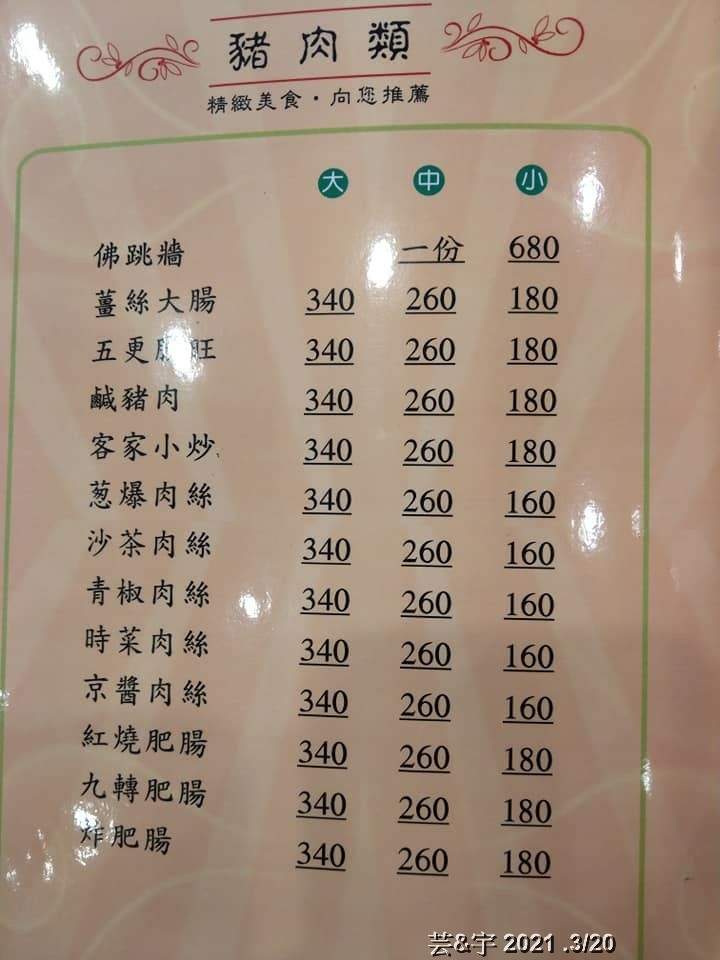 豬肉類
精緻美食・向您推薦
大 中 小
佛跳牆 一份 680
薑絲大腸 340 260 180
五更 旺 340 260 180
鹹豬肉 340 260 180
客家小炒 340 260 180
葱爆肉絲 340 260 160
沙茶肉絲 340 260 160
青椒肉絲 340 260 160
時菜肉絲 340 260 160
京醬肉絲 340 260 160
紅燒肥腸 340 260 180
九轉肥腸 340 260 180
炸肥腸 340 260 180
芸&宇 2021 .3/20